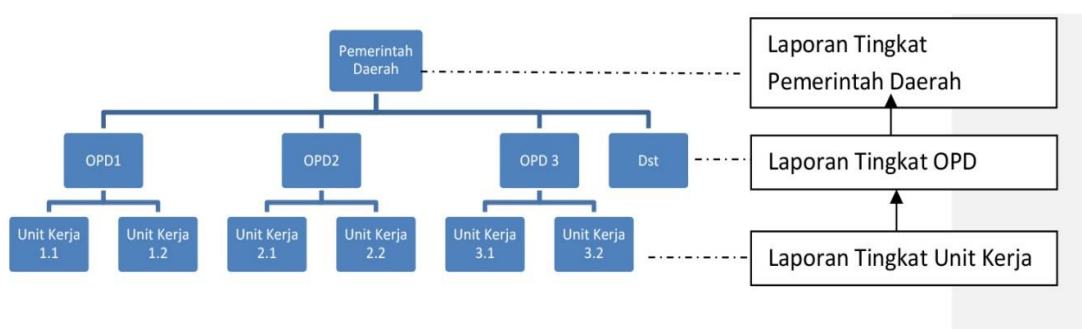 Pemerintah
Daerah
Laporan Tingkat
Pemerintah Daerah
OPD1
OPD2
OPD 3
Dst
Laporan Tingkat OPD
Unit Kerja
1.1
Unit Kerja
1.2
Unit Kerja
2.1
Unit Kerja
2.2
Unit Kerja
3.1
Unit Kerja
3.2
Laporan Tingkat Unit Kerja